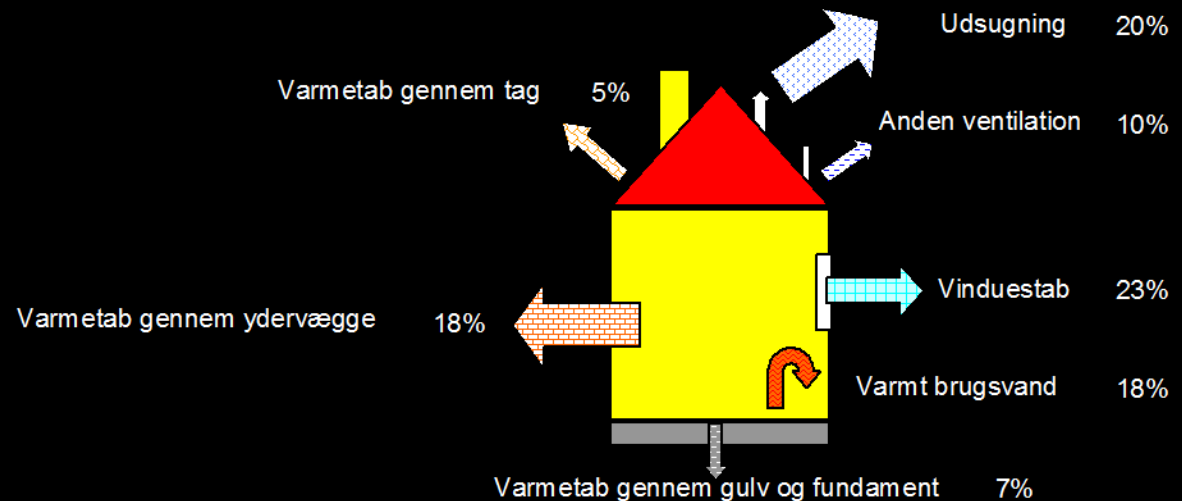 Udsugning 20%
Varmetab gennem tag 5%
Anden ventilation 10%
Vinduestab 23%
Varmetab gennem ydervægge 18%
Varmt brugsvand 18%
Varmetab gennem gulv og fundament 7%